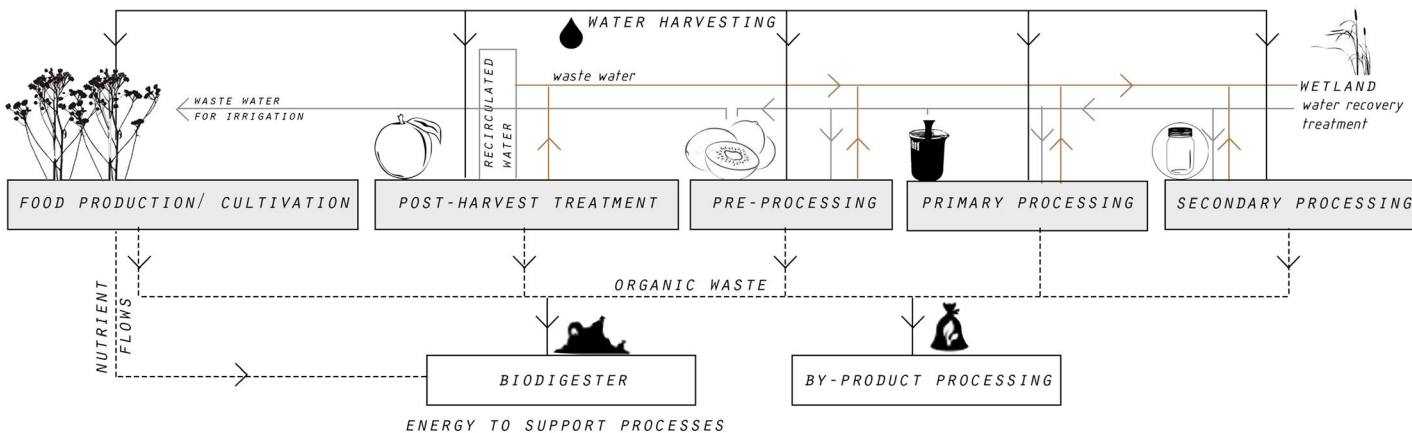 WATER HARVESTING
waste water
WASTE WATER
FOR IRRIGATION
RECIRCULATED
WATER
WETLAND
water recovery
treatment
FOOD PRODUCTION/ CULTIVATION
POST-HARVEST TREATMENT
PRE-PROCESSING
PRIMARY PROCESSING
SECONDARY PROCESSING
ORGANIC WASTE
NUTRIENT
FLOWS
BIODIGESTER
BY-PRODUCT PROCESSING
ENERGY TO SUPPORT PROCESSES